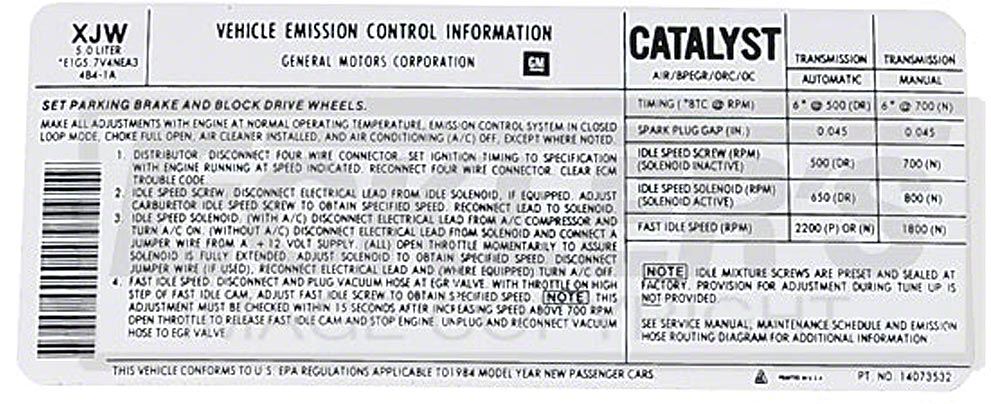 XJW
5.0 LITER
*E1G5.7V4NEA3
4B4-1A
VEHICLE EMISSION CONTROL INFORMATION
GENERAL MOTORS CORPORATION
GM
SET PARKING BRAKE AND BLOCK DRIVE WHEELS.
MAKE ALL ADJUSTMENTS WITH ENGINE AT NORMAL OPERATING TEMPERATURE, EMISSION CONTROL SYSTEM IN CLOSED
LOOP MODE, CHOKE FULL OPEN, AIR CLEANER INSTALLED, AND AIR CONDITIONING (A/C) OFF, EXCEPT WHERE NOTED.
1. DISTRIBUTOR. DISCONNECT FOUR WIRE CONNECTOR. SET IGNITION TIMING TO SPECIFICATION
WITH ENGINE RUNNING AT SPEED INDICATED. RECONNECT FOUR WIRE CONNECTOR. CLEAR ECM
TROUBLE CODE.
2. IDLE SPEED SCREW. DISCONNECT ELECTRICAL LEAD FROM IDLE SOLENOID, IF EQUIPPED. ADJUST
CARBURETOR IDLE SPEED SCREW TO OBTAIN SPECIFIED SPEED. RECONNECT LEAD TO SOLENOID.
3. IDLE SPEED SOLENOID. (WITH A/C) DISCONNECT ELECTRICAL LEAD FROM A/C COMPRESSOR AND
TURN A/C ON. (WITHOUT A/C) DISCONNECT ELECTRICAL LEAD FROM SOLENOID AND CONNECT A
JUMPER WIRE FROM A + 12 VOLT SUPPLY. (ALL) OPEN THROTTLE MOMENTARILY TO ASSURE
SOLENOID IS FULLY EXTENDED. ADJUST SOLENOID TO OBTAIN SPECIFIED SPEED. DISCONNECT
JUMPER WIRE (IF USED), RECONNECT ELECTRICAL LEAD AND (WHERE EQUIPPED) TURN A/C OFF.
4. FAST IDLE SPEED. DISCONNECT AND PLUG VACUUM HOSE AT EGR VALVE. WITH THROTTLE ON HIGH
STEP OF FAST IDLE CAM, ADJUST FAST IDLE SCREW TO OBTAIN SPECIFIED SPEED. NOTE THIS
ADJUSTMENT MUST BE CHECKED WITHIN 15 SECONDS AFTER INCREASING SPEED ABOVE 700 RPM.
OPEN THROTTLE TO RELEASE FAST IDLE CAM AND STOP ENGINE. UN-PLUG AND RECONNECT VACUUM
HOSE TO EGR VALVE.
CATALYST
AIR/BPEGR/ORC/OC
TRANSMISSION TRANSMISSION
AUTOMATIC MANUAL
TIMING (°BTC @ RPM) 6° @ 500 (DR) 6° @ 700 (N)
SPARK PLUG GAP (IN.) 0.045 0.045
IDLE SPEED SCREW (RPM)
(SOLENOID INACTIVE) 500 (DR) 700 (N)
IDLE SPEED SOLENOID (RPM)
(SOLENOID ACTIVE) 650 (DR) 800 (N)
FAST IDLE SPEED (RPM) 2200 (P) OR (N) 1800 (N)
NOTE IDLE MIXTURE SCREWS ARE PRESET AND SEALED AT
FACTORY. PROVISION FOR ADJUSTMENT DURING TUNE UP IS
NOT PROVIDED.
SEE SERVICE MANUAL, MAINTENANCE SCHEDULE AND EMISSION
HOSE ROUTING DIAGRAM FOR ADDITIONAL INFORMATION.
THIS VEHICLE CONFORMS TO U.S. EPA REGULATIONS APPLICABLE TO 1984 MODEL YEAR NEW PASSENGER CARS.
PRINTED IN U.S.A. PT. NO. 14073532
IMAGE COPYRIGHT